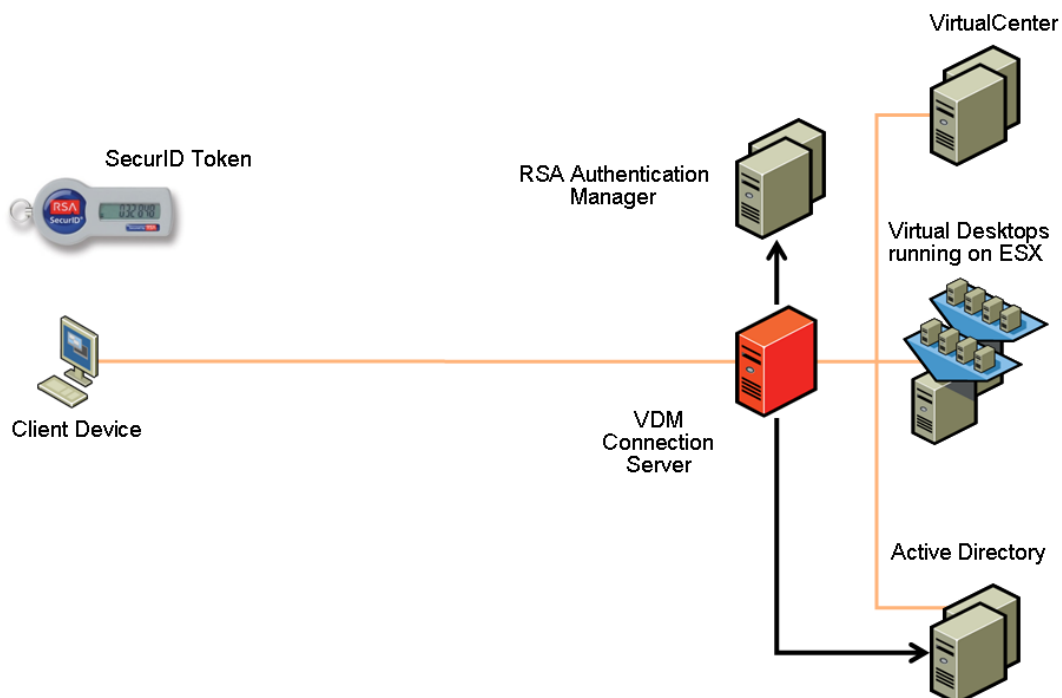 VirtualCenter
SecurID Token
RSA
SecurID®
032848
RSA Authentication
Manager
Virtual Desktops
running on ESX
Client Device
VDM
Connection
Server
Active Directory